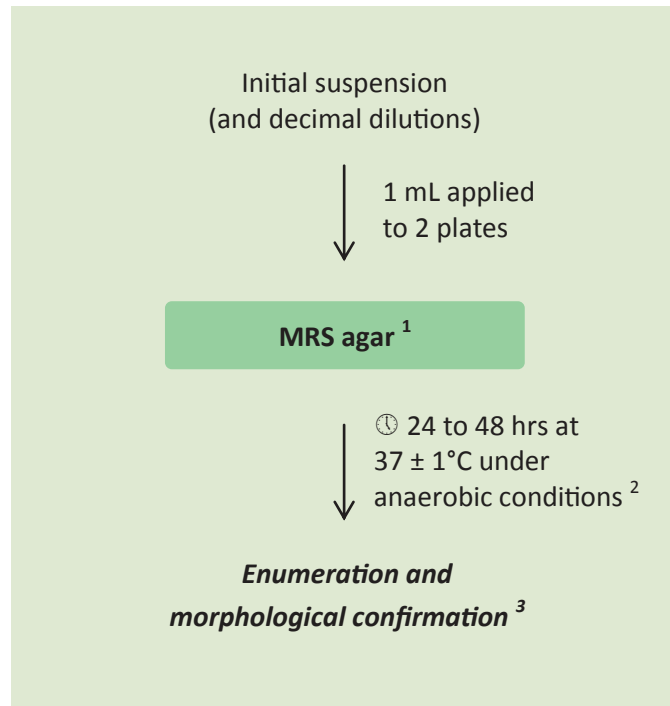 Initial suspension
(and decimal dilutions)
1 mL applied
to 2 plates
MRS agar ¹
🕔 24 to 48 hrs at
37 ± 1°C under
anaerobic conditions ²
Enumeration and
morphological confirmation ³